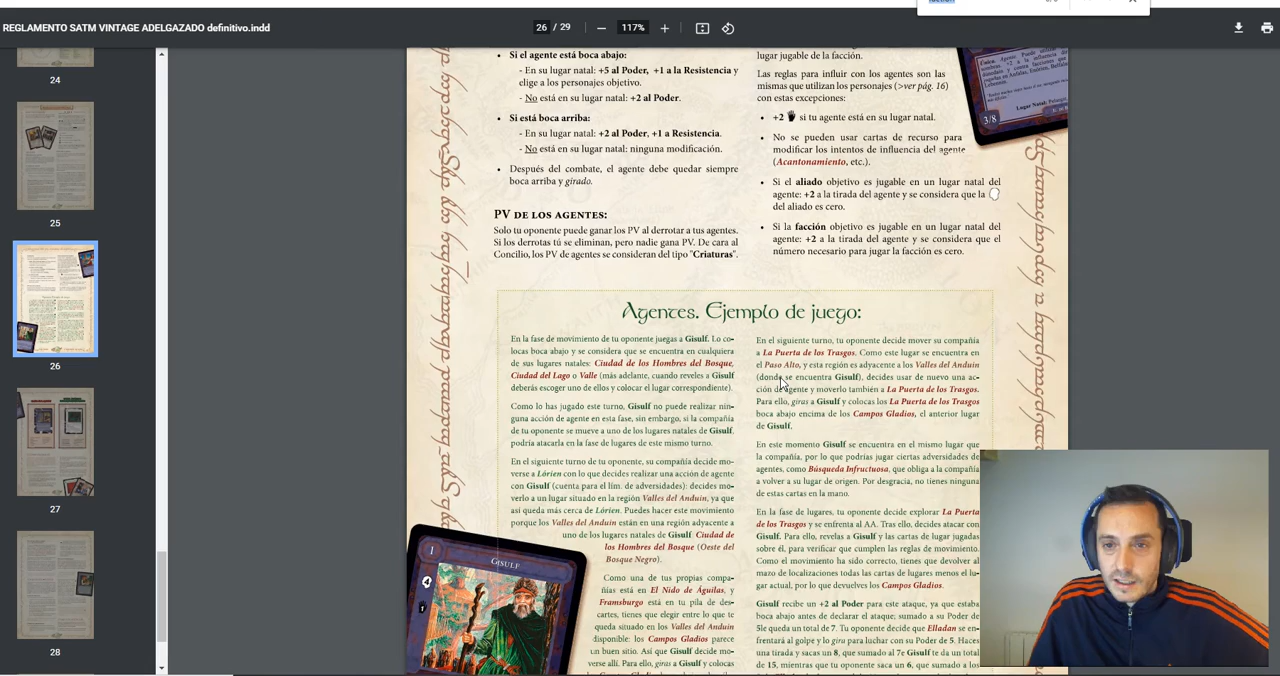 REGLAMENTO SATM VINTAGE ADELGAZADO definitivo.indd
26 / 29
117%
24
25
26
27
28
• Si el agente está boca abajo:
- En su lugar natal: +5 al Poder, +1 a la Resistencia y
elige a los personajes objetivo.
- No está en su lugar natal: +2 al Poder.
• Si está boca arriba:
- En su lugar natal: +2 al Poder, +1 a Resistencia.
- No está en su lugar natal: ninguna modificación.
• Después del combate, el agente debe quedar siempre
boca arriba y girado.
PV DE LOS AGENTES:
Solo tu oponente puede ganar los PV al derrotar a tus agentes.
Si los derrotas tú se eliminan, pero nadie gana PV. De cara al
Concilio, los PV de agentes se consideran del tipo "Criaturas".
lugar jugable de la facción.
Las reglas para influir con los agentes son las
mismas que utilizan los personajes (>ver pág. 16)
con estas excepciones:
• +2 si tu agente está en su lugar natal.
• No se pueden usar cartas de recurso para
modificar los intentos de influencia del agente
(Acantonamiento, etc.).
• Si el aliado objetivo es jugable en un lugar natal del
agente: +2 a la tirada del agente y se considera que la
del aliado es cero.
• Si la facción objetivo es jugable en un lugar natal del
agente: +2 a la tirada del agente y se considera que el
número necesario para jugar la facción es cero.
3/8
Agentes. Ejemplo de juego:
En la fase de movimiento de tu oponente juegas a Gisulf. Lo co-
locas boca abajo y se considera que se encuentra en cualquiera
de sus lugares natales: Ciudad de los Hombres del Bosque,
Ciudad del Lago o Valle (más adelante, cuando reveles a Gisulf
deberás escoger uno de ellos y colocar el lugar correspondiente).
Como lo has jugado este turno, Gisulf no puede realizar nin-
guna acción de agente en esta fase, sin embargo, si la compañía
de tu oponente se mueve a uno de los lugares natales de Gisulf,
podría atacarla en la fase de lugares de este mismo turno.
En el siguiente turno de tu oponente, su compañía decide mo-
verse a Lórien con lo que decides realizar una acción de agente
con Gisulf (cuenta para el lím. de adversidades): decides mo-
verlo a un lugar situado en la región Valles del Anduin, ya que
así queda más cerca de Lórien. Puedes hacer este movimiento
porque los Valles del Anduin están en una región adyacente a
uno de los lugares natales de Gisulf: Ciudad de
los Hombres del Bosque (Oeste del
Bosque Negro).
Como una de tus propias compa-
ñías está en El Nido de Águilas, y
Framsburgo está en tu pila de des-
cartes, tienes que elegir entre lo que te
queda situado en los Valles del Anduin
disponible: los Campos Gladios parece
un buen sitio. Así que Gisulf decide mo-
verse allí. Para ello, giras a Gisulf y colocas
1
GISULF
En el siguiente turno, tu oponente decide mover su compañía
a La Puerta de los Trasgos. Como este lugar se encuentra en
el Paso Alto, y esta región es adyacente a los Valles del Anduin
(donde se encuentra Gisulf), decides usar de nuevo una ac-
ción de agente y moverlo también a La Puerta de los Trasgos.
Para ello, giras a Gisulf y colocas los La Puerta de los Trasgos
boca abajo encima de los Campos Gladios, el anterior lugar
de Gisulf.
En este momento Gisulf se encuentra en el mismo lugar que
la compañía, por lo que podrías jugar ciertas adversidades de
agentes, como Búsqueda Infructuosa, que obliga a la compañía
a volver a su lugar de origen. Por desgracia, no tienes ninguna
de estas cartas en la mano.
En la fase de lugares, tu oponente decide explorar La Puerta
de los Trasgos y se enfrenta al AA. Tras ello, decides atacar con
Gisulf. Para ello, revelas a Gisulf y las cartas de lugar jugadas
sobre él, para verificar que cumplen las reglas de movimiento.
Como el movimiento ha sido correcto, tienes que devolver al
mazo de localizaciones todas las cartas de lugares menos el lu-
gar actual, por lo que devuelves los Campos Gladios.
Gisulf recibe un +2 al Poder para este ataque, ya que estaba
boca abajo antes de declarar el ataque; sumado a su Poder de
5le queda un total de 7. Tu oponente decide que Elladan se en-
frentará al golpe y lo gira para luchar con su Poder de 5. Haces
una tirada y sacas un 8, que sumado al 7e Gisulf te da un total
de 15, mientras que tu oponente saca un 6, que sumado a los